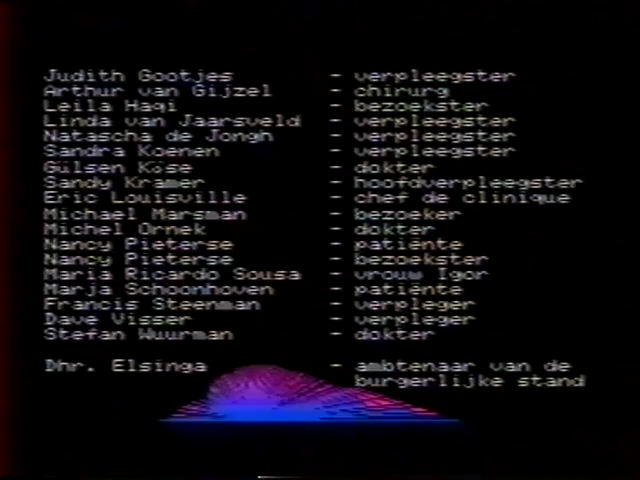 Judith Gootjes - verpleegster
Arthur van Gijzel - chirurg
Leila Haqi - bezoekster
Linda van Jaarsveld - verpleegster
Natascha de Jongh - verpleegster
Sandra Koenen - verpleegster
Gülsen Köse - dokter
Sandy Kramer - hoofdverpleegster
Eric Louisville - chef de clinique
Michael Marsman - bezoeker
Michel Ornek - dokter
Nancy Pieterse - patiënte
Nancy Pieterse - bezoekster
Maria Ricardo Sousa - vrouw Igor
Marja Schoonhoven - patiënte
Francis Steenman - verpleger
Dave Visser - verpleger
Stefan Wuurman - dokter
Dhr. Elsinga - ambtenaar van de
burgerlijke stand